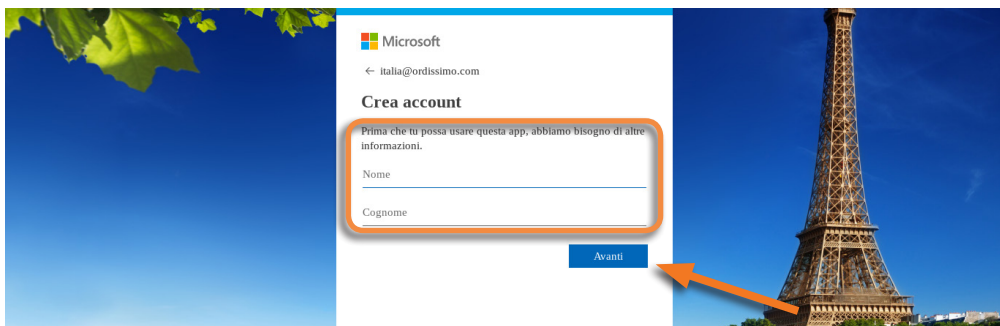 Microsoft
← italia@ordissimo.com
Crea account
Prima che tu possa usare questa app, abbiamo bisogno di altre
informazioni.
Nome
Cognome
Avanti